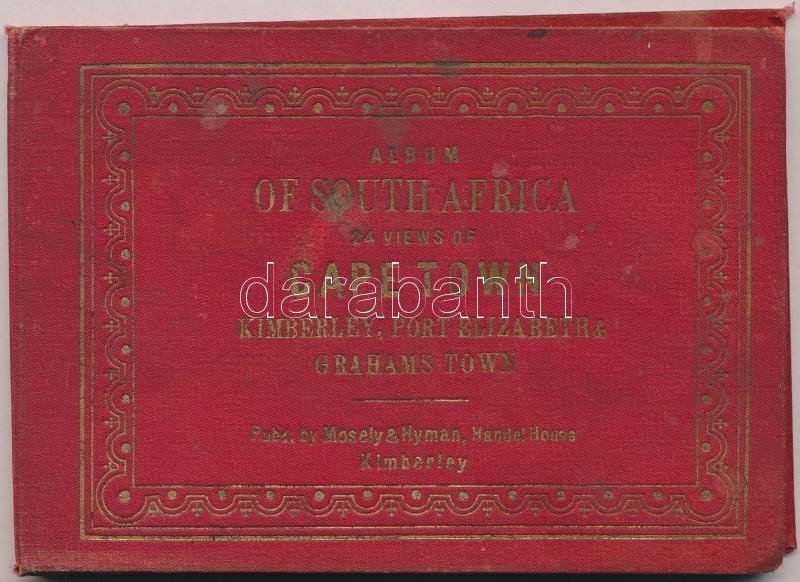 ALBUM
OF SOUTH AFRICA
24 VIEWS OF
CAPE TOWN
darabanth
KIMBERLEY, PORT ELIZABETH &
GRAHAMS TOWN
Pubd. by Mosely & Hyman, Handel House
Kimberley